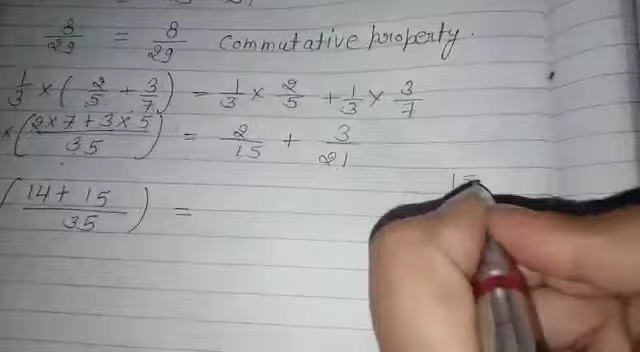 8/29 = 8/29 Commutative property.
1/3 × (2/5 + 3/7) = 1/3 × 2/5 + 1/3 × 3/7
× (2×7+3×5/35) = 2/15 + 3/21
(14+15/35) =
15